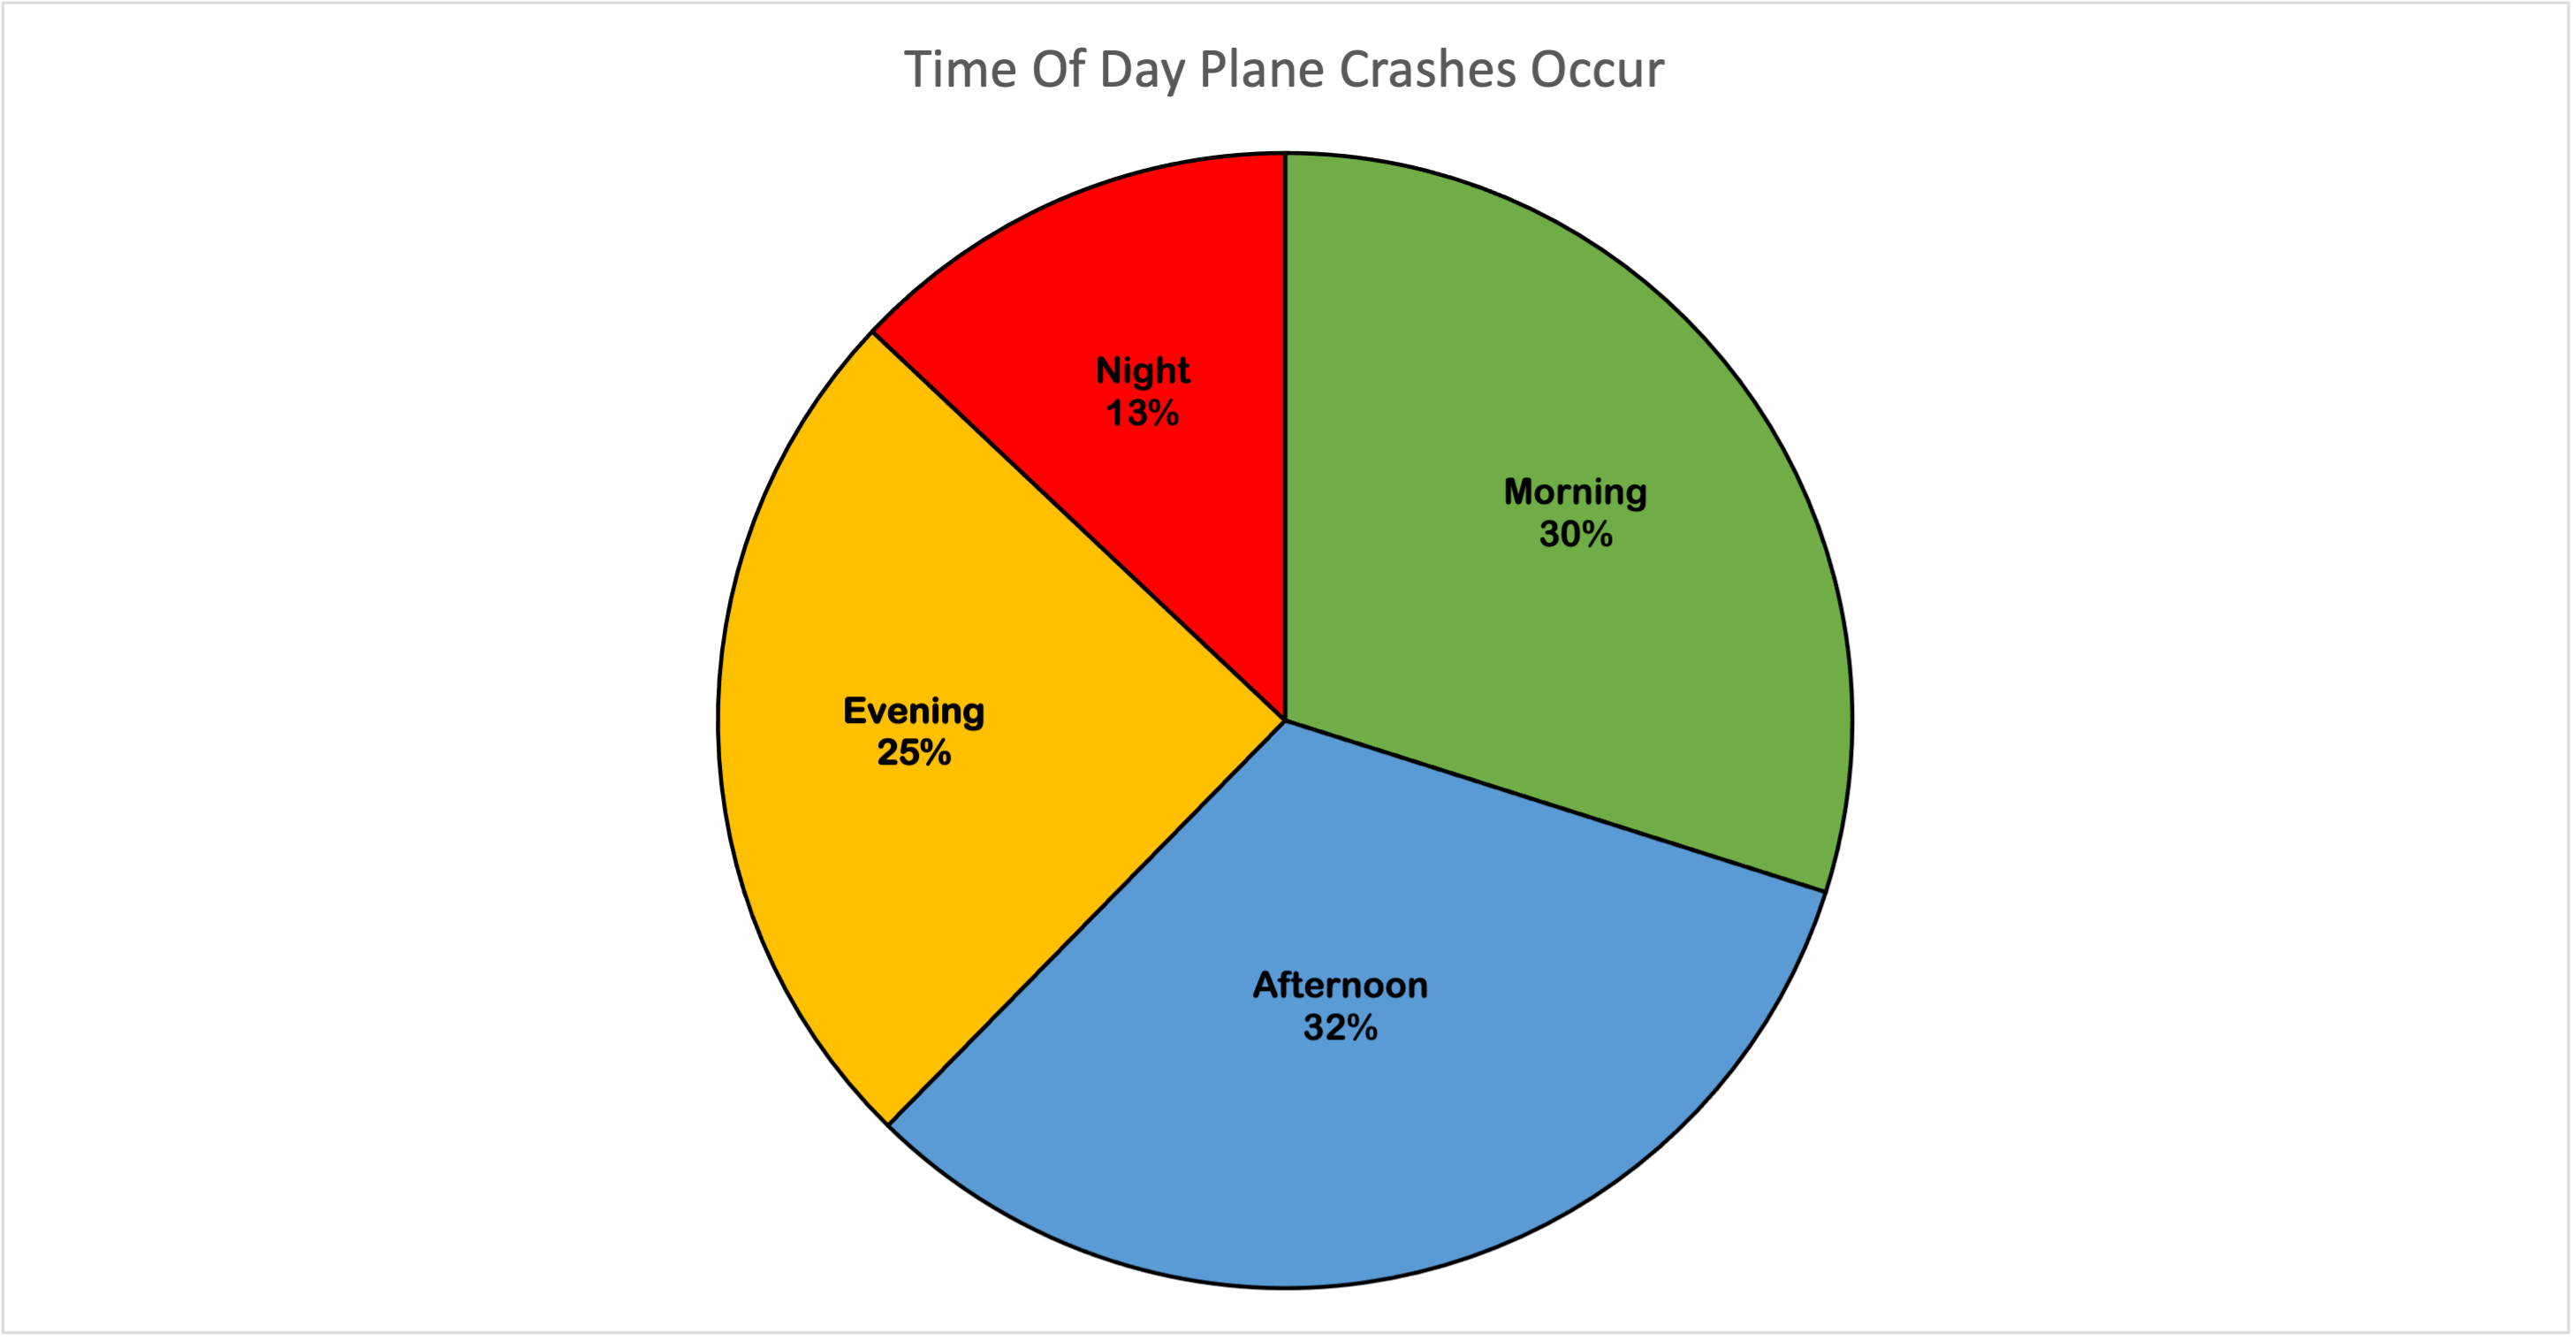 Time Of Day Plane Crashes Occur
Night
13%
Morning
30%
Evening
25%
Afternoon
32%